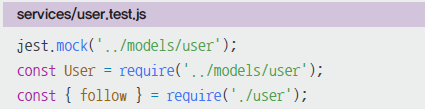 services/user.test.js
jest.mock('../models/user');
const User = require('../models/user');
const { follow } = require('./user');